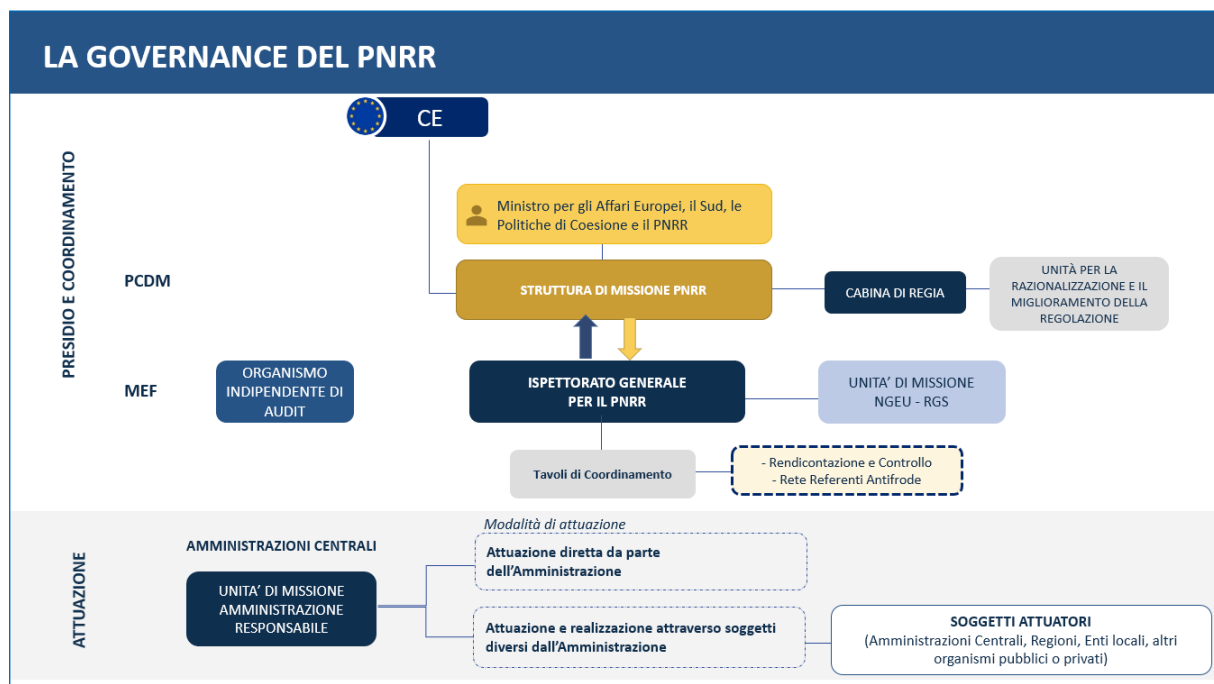 LA GOVERNANCE DEL PNRR
CE
PRESIDIO E COORDINAMENTO
Ministro per gli Affari Europei, il Sud, le
Politiche di Coesione e il PNRR
PCDM
STRUTTURA DI MISSIONE PNRR
CABINA DI REGIA
UNITÀ PER LA
RAZIONALIZZAZIONE E IL
MIGLIORAMENTO DELLA
REGOLAZIONE
MEF
ORGANISMO
INDIPENDENTE DI
AUDIT
ISPETTORATO GENERALE
PER IL PNRR
UNITA’ DI MISSIONE
NGEU - RGS
Tavoli di Coordinamento
- Rendicontazione e Controllo
- Rete Referenti Antifrode
ATTUAZIONE
AMMINISTRAZIONI CENTRALI
UNITA’ DI MISSIONE
AMMINISTRAZIONE
RESPONSABILE
Modalità di attuazione
Attuazione diretta da parte
dell’Amministrazione
Attuazione e realizzazione attraverso soggetti
diversi dall’Amministrazione
SOGGETTI ATTUATORI
(Amministrazioni Centrali, Regioni, Enti locali, altri
organismi pubblici o privati)